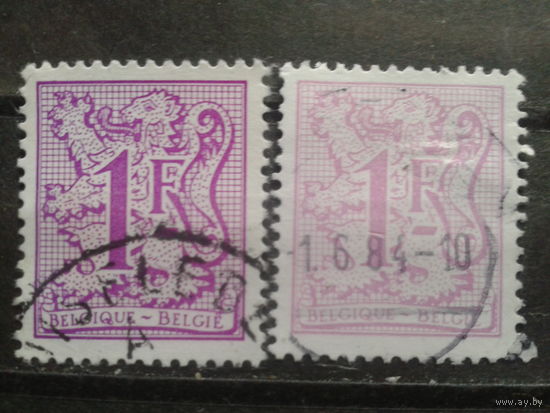 1F
BELGIQUE ~ BELGIË
A
1F
1.6.84-10
BELGIQUE ~ BELGIË
© www.ay.by